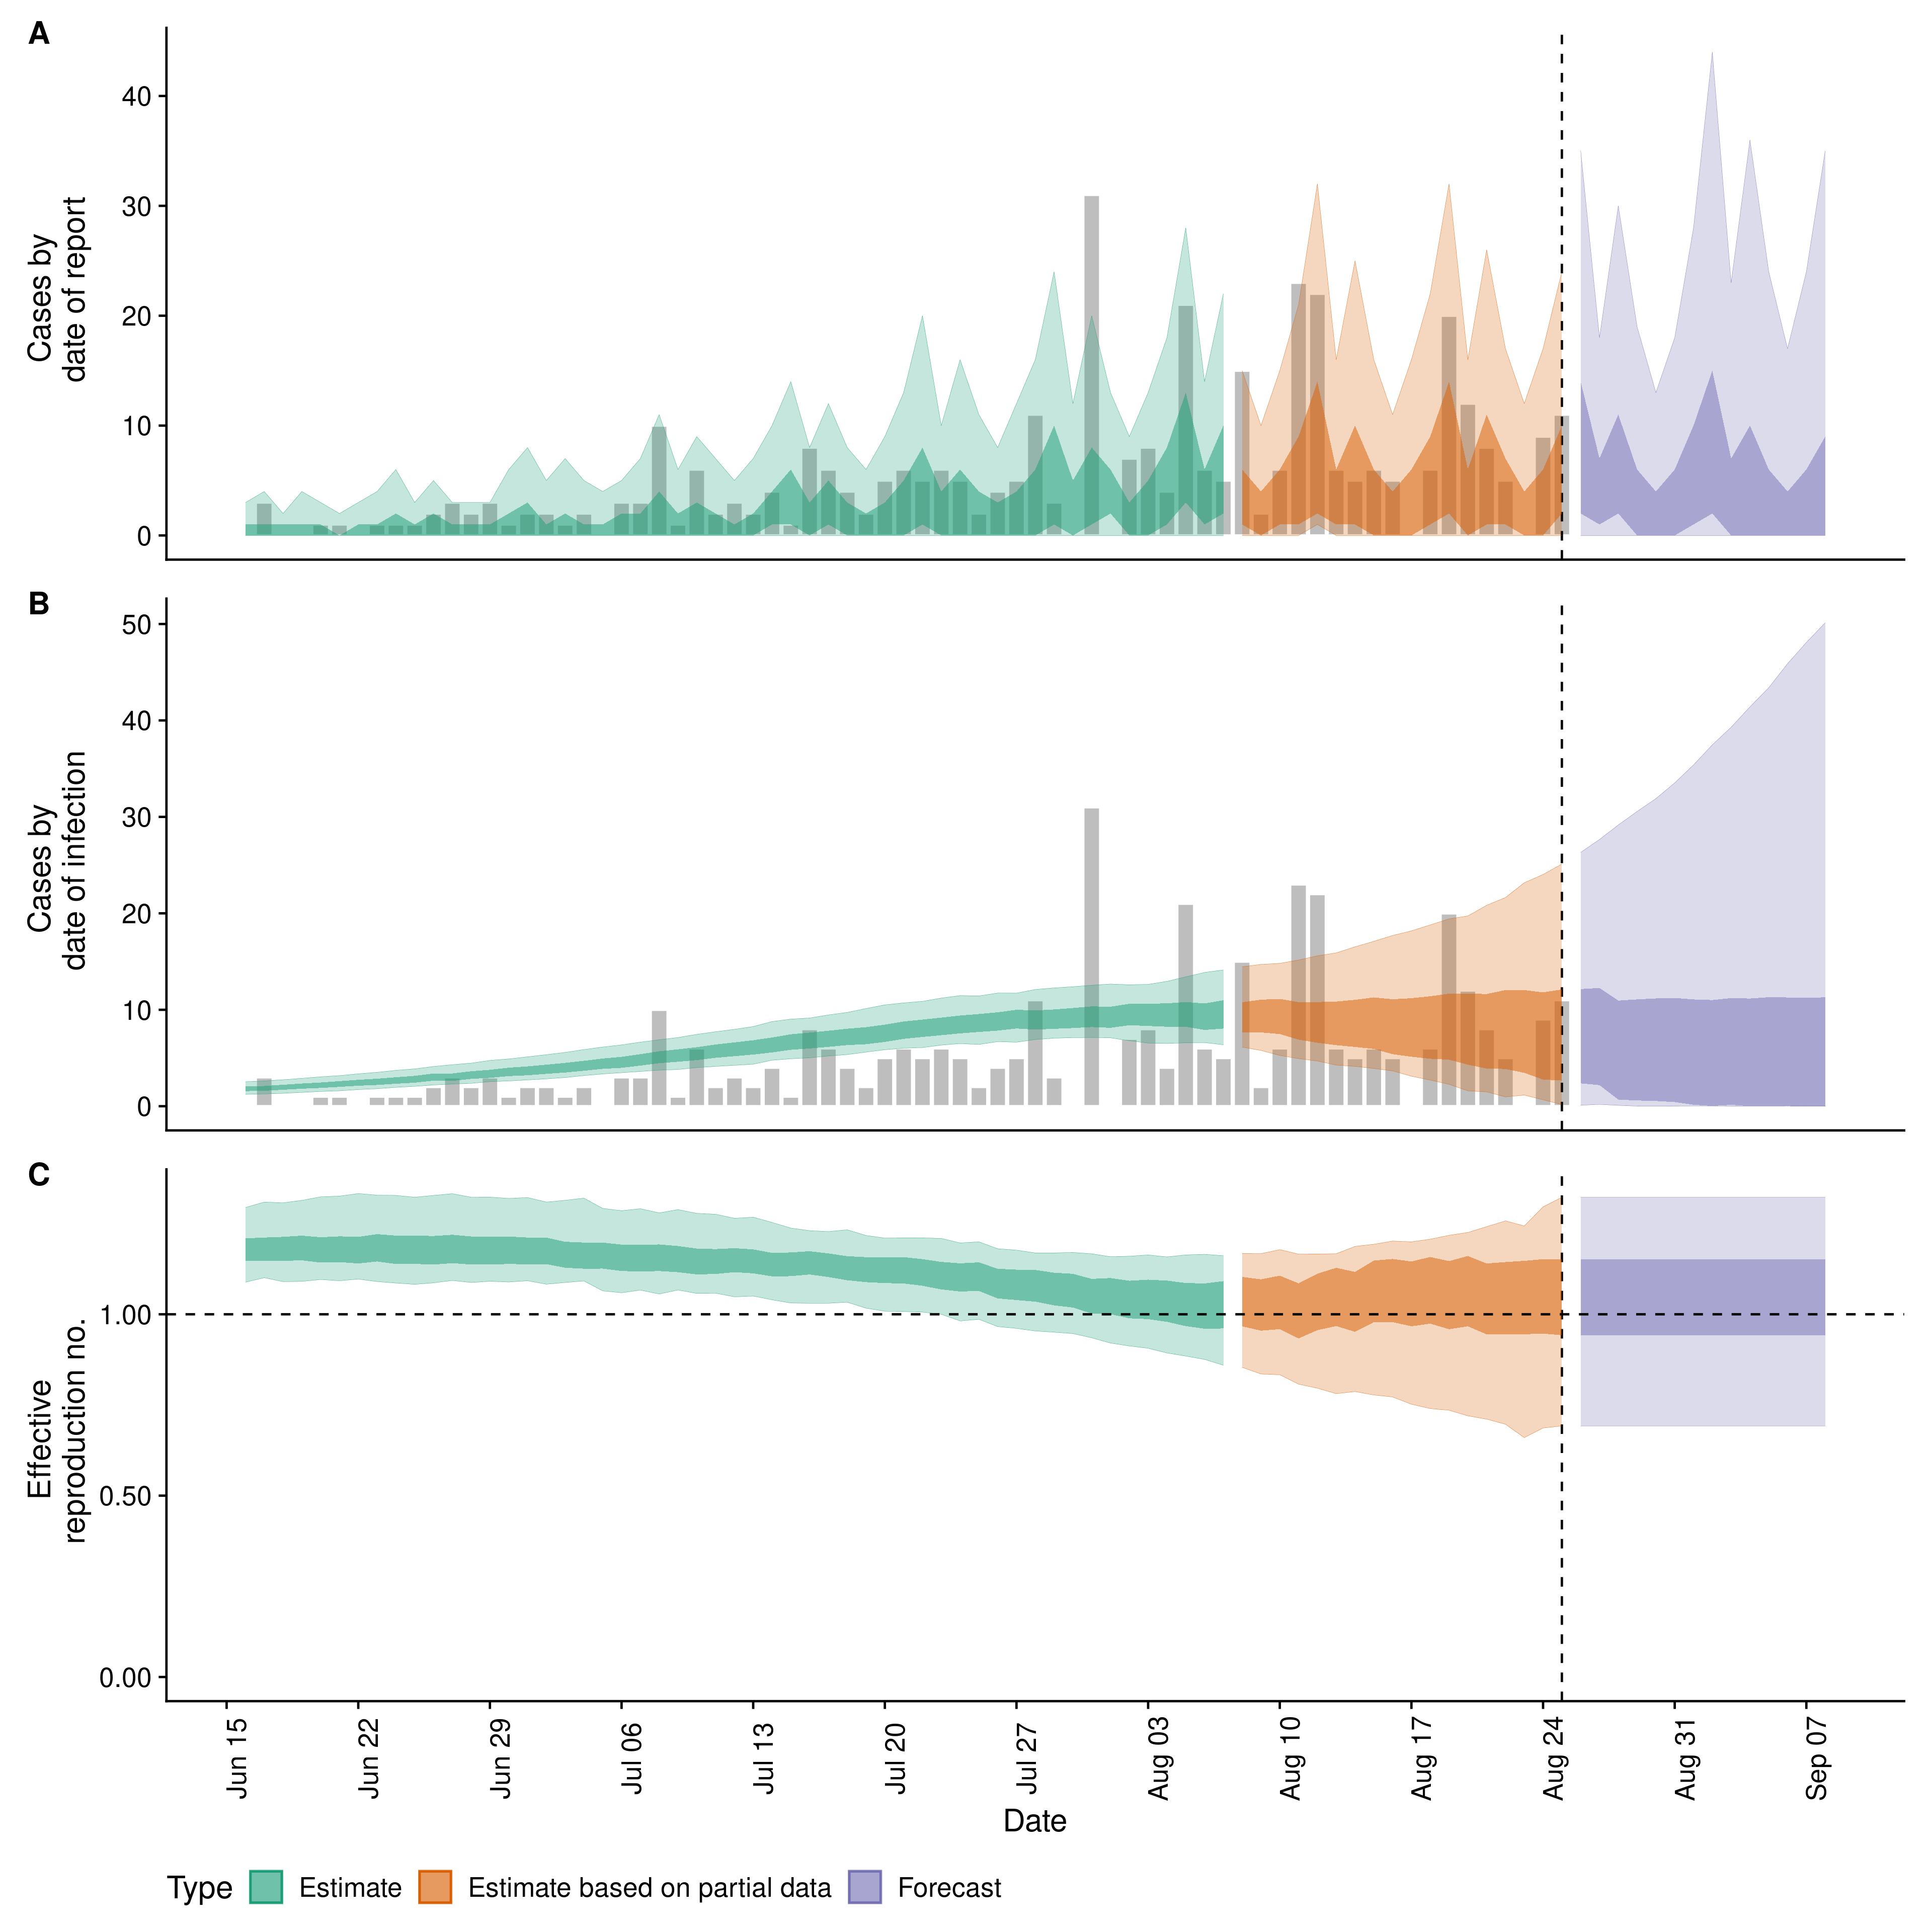 A
Cases by
date of report
40
30
20
10
0
B
Cases by
date of infection
50
40
30
20
10
0
C
Effective
reproduction no.
1.00
0.50
0.00
Jun 15
Jun 22
Jun 29
Jul 06
Jul 13
Jul 20
Jul 27
Aug 03
Aug 10
Aug 17
Aug 24
Aug 31
Sep 07
Date
Type
Estimate
Estimate based on partial data
Forecast